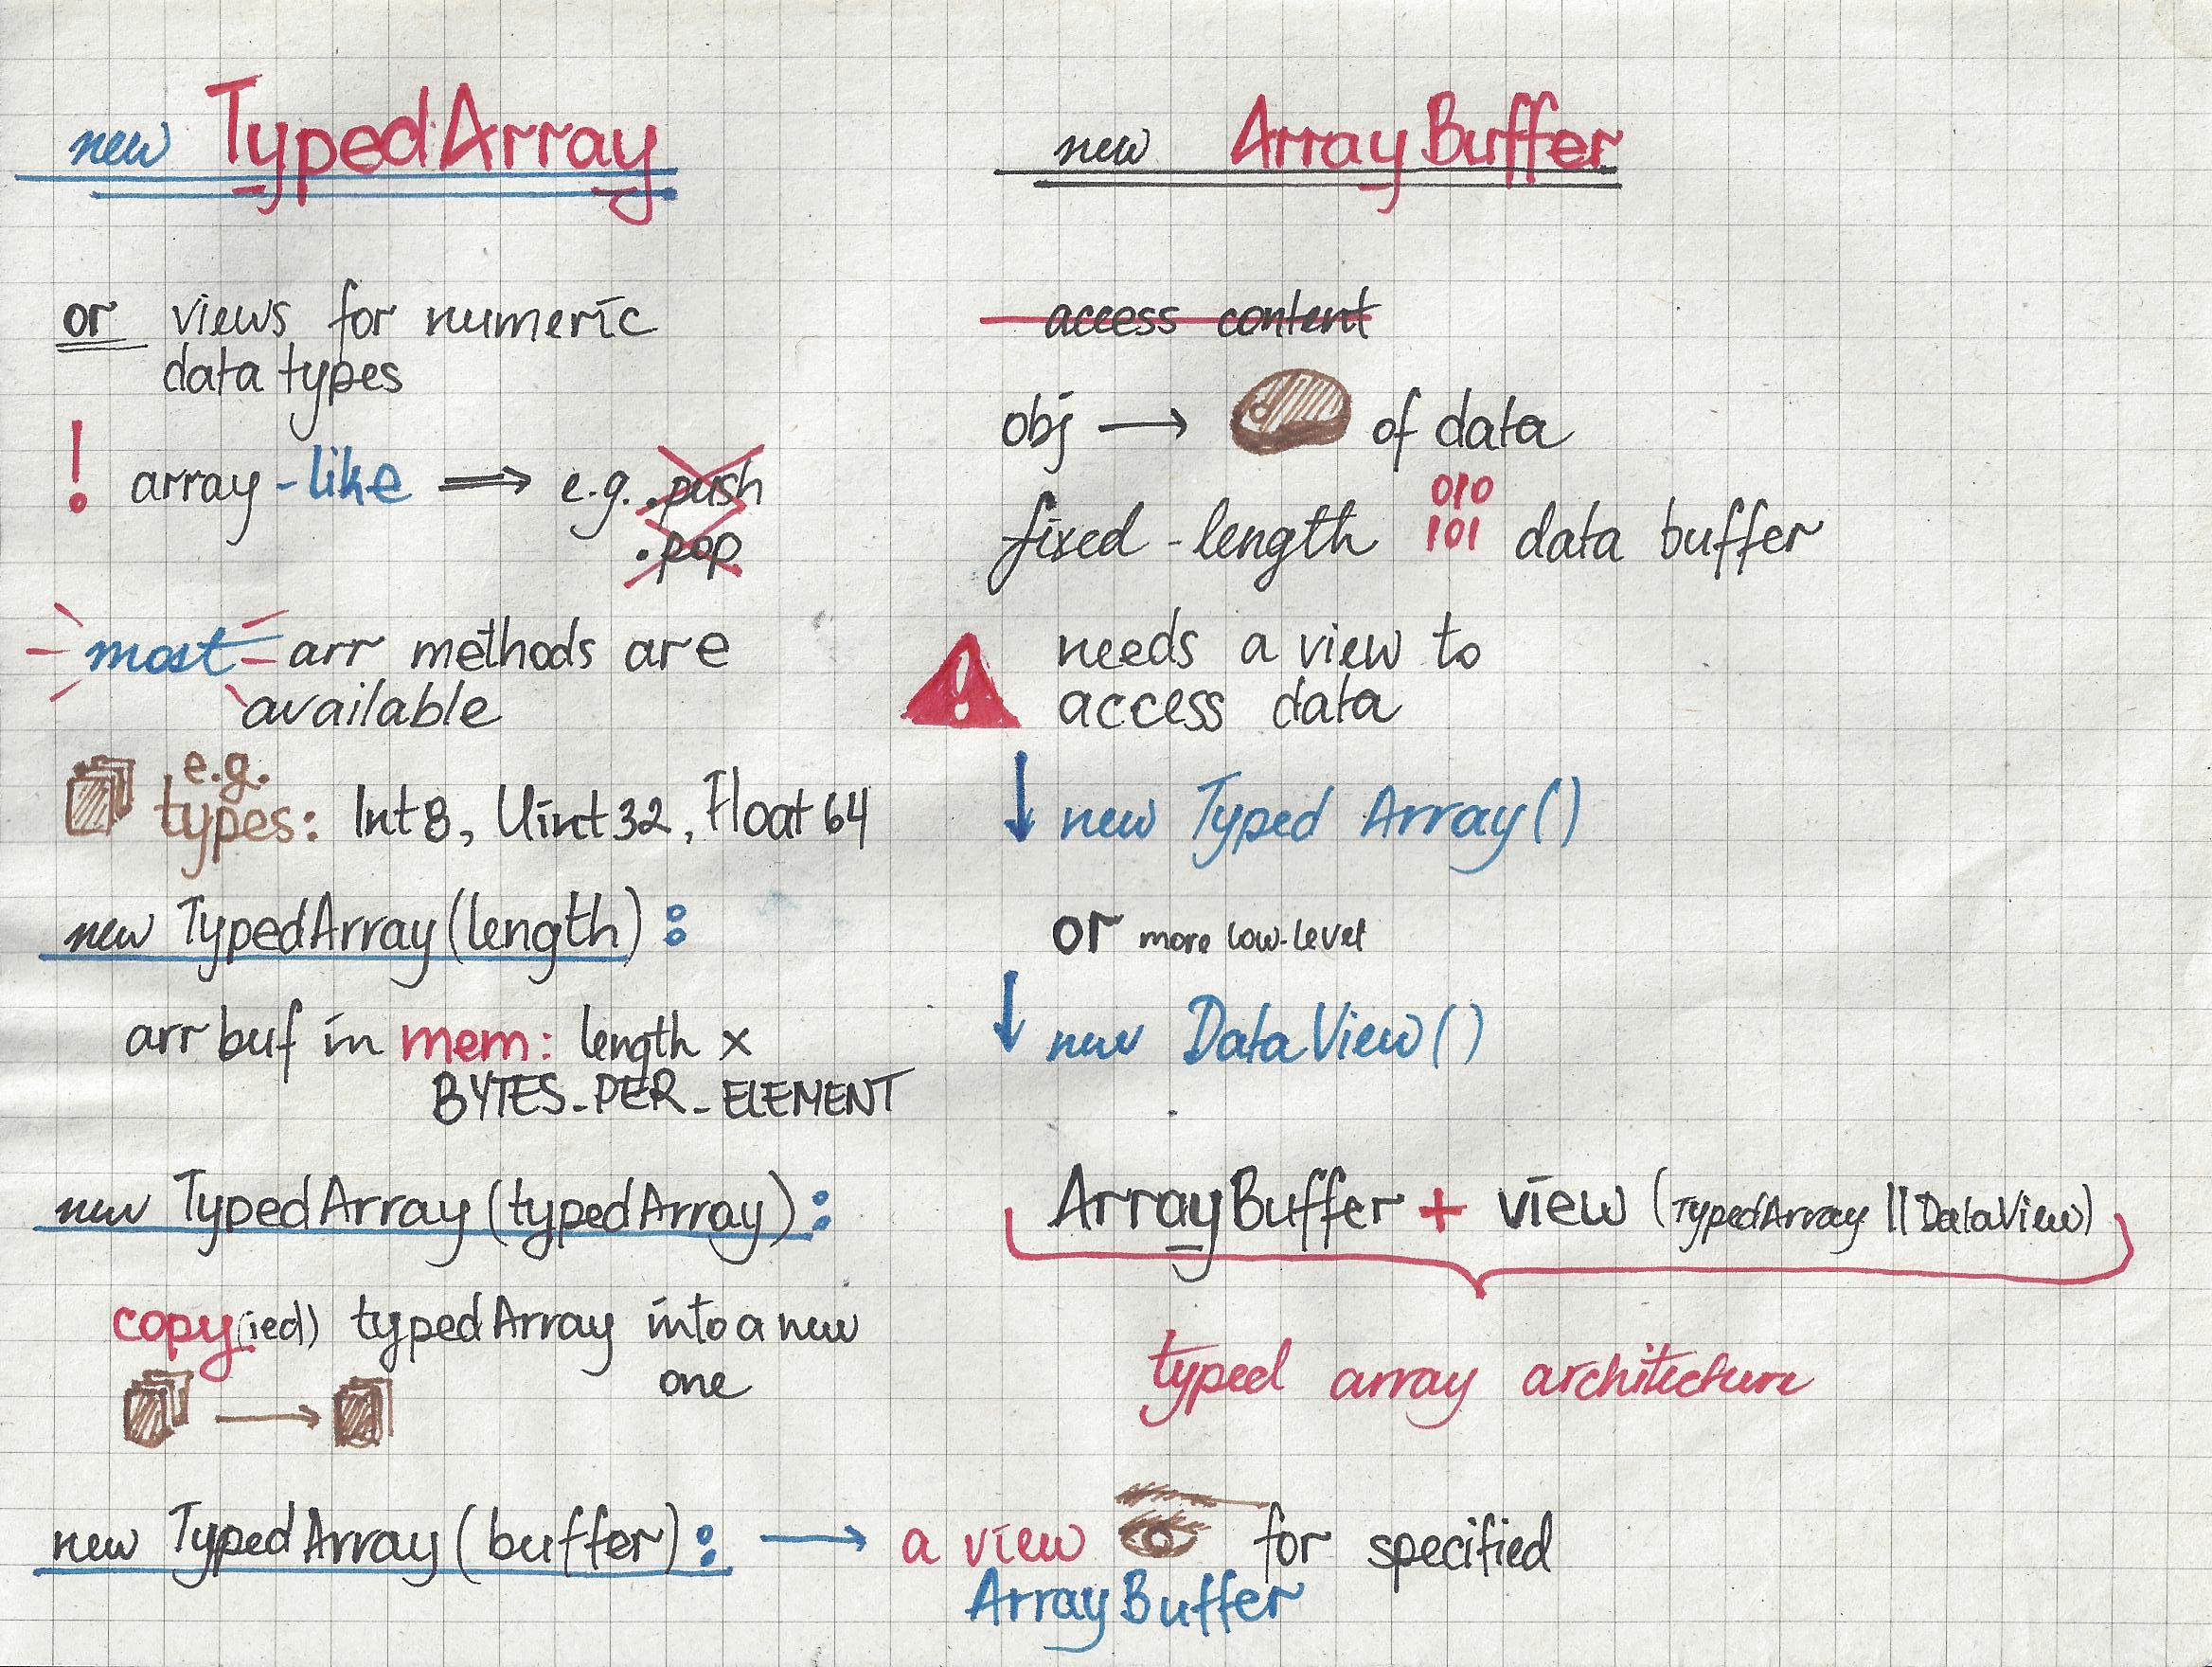 new TypedArray
or views for numeric
data types
! array-like ⟹ e.g. .push
.pop
most arr methods are
available
e.g.
types: Int8, Uint32, Float64
new TypedArray(length):
arr buf in mem: length x
BYTES_PER_ELEMENT
new TypedArray(typedArray):
copy(ied) typedArray into a new
one
new TypedArray(buffer): → a view for specified
ArrayBuffer
new ArrayBuffer
access content
obj → of data
010
fixed-length 101 data buffer
! needs a view to
access data
↓ new Typed Array()
or more low-level
↓ new DataView()
ArrayBuffer + view (TypedArray || DataView)
typed array architecture